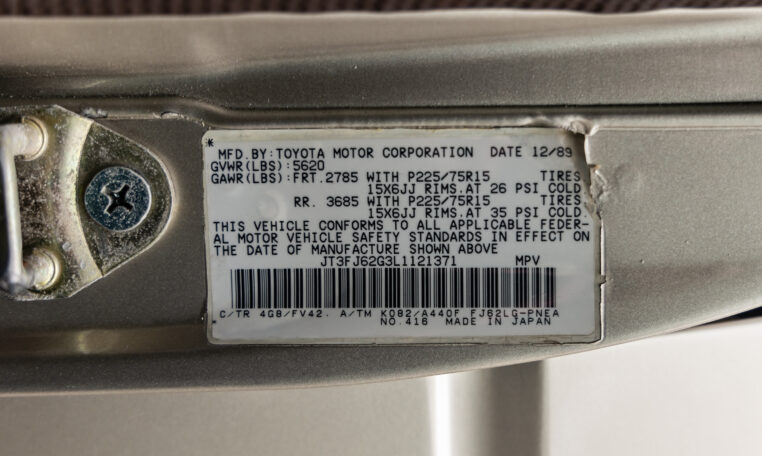 *
MFD.BY:TOYOTA MOTOR CORPORATION DATE 12/89
GVWR(LBS):5620
GAWR(LBS):FRT.2785 WITH P225/75R15 TIRES
15X6JJ RIMS.AT 26 PSI COLD.
RR. 3685 WITH P225/75R15 TIRES
15X6JJ RIMS.AT 35 PSI COLD.
THIS VEHICLE CONFORMS TO ALL APPLICABLE FEDER-
AL MOTOR VEHICLE SAFETY STANDARDS IN EFFECT ON
THE DATE OF MANUFACTURE SHOWN ABOVE
JT3FJ62G3L1121371 MPV
C/TR 4G8/FV42. A/TM K082/A440F FJ62LG-PNEA
NO.416 MADE IN JAPAN